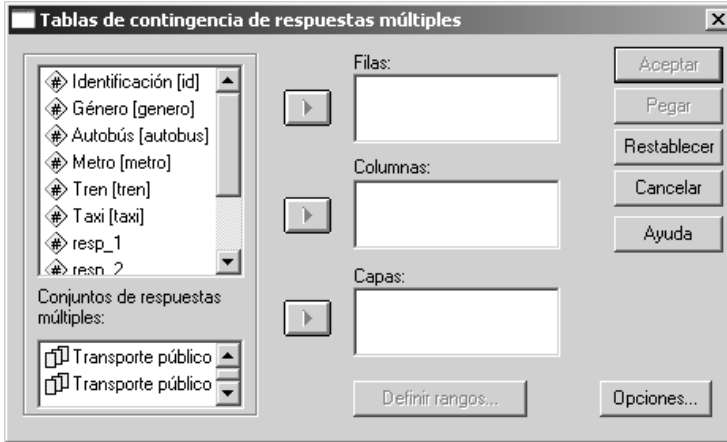 Tablas de contingencia de respuestas múltiples
Identificación [id]
Género [genero]
Autobús [autobus]
Metro [metro]
Tren [tren]
Taxi [taxi]
resp_1
resp_2
Conjuntos de respuestas
múltiples:
Transporte público
Transporte público
Filas:
Columnas:
Capas:
Definir rangos...
Aceptar
Pegar
Restablecer
Cancelar
Ayuda
Opciones...